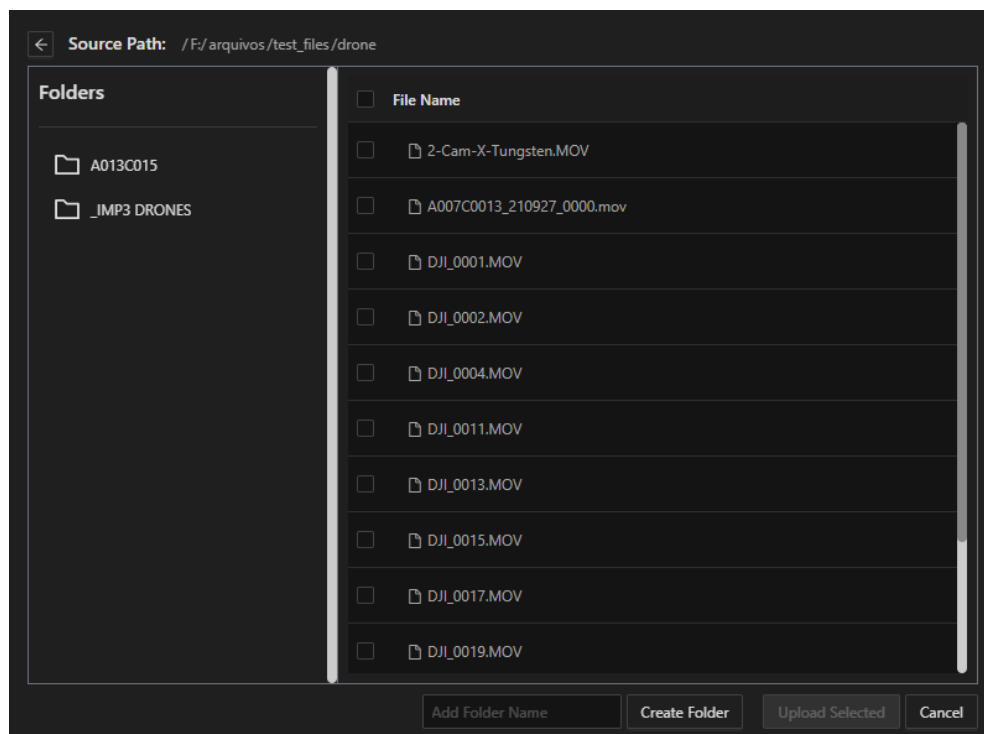 Source Path: /F:/arquivos/test_files/drone
Folders
A013C015
_IMP3 DRONES
File Name
2-Cam-X-Tungsten.MOV
A007C0013_210927_0000.mov
DJI_0001.MOV
DJI_0002.MOV
DJI_0004.MOV
DJI_0011.MOV
DJI_0013.MOV
DJI_0015.MOV
DJI_0017.MOV
DJI_0019.MOV
Add Folder Name Create Folder Upload Selected Cancel